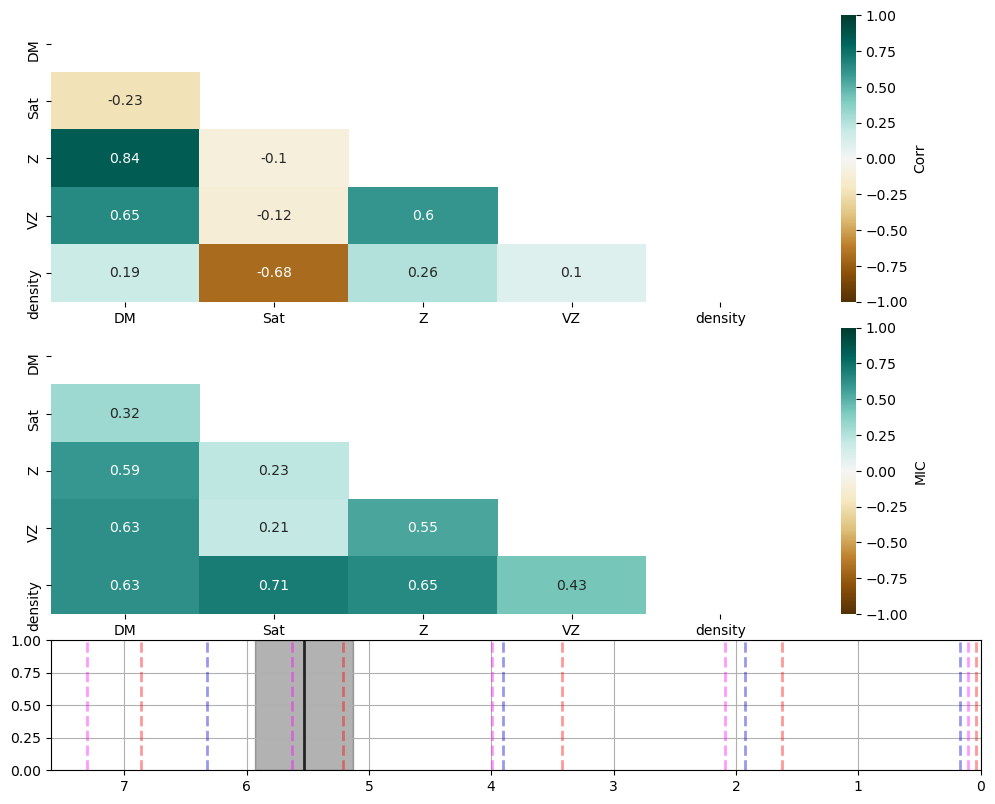 DM
Sat
Z
VZ
density
-0.23
0.84 -0.1
0.65 -0.12 0.6
0.19 -0.68 0.26 0.1
DM Sat Z VZ density
1.00
0.75
0.50
0.25
0.00
−0.25
−0.50
−0.75
−1.00
Corr
DM
Sat
Z
VZ
density
0.32
0.59 0.23
0.63 0.21 0.55
0.63 0.71 0.65 0.43
DM Sat Z VZ density
1.00
0.75
0.50
0.25
0.00
−0.25
−0.50
−0.75
−1.00
MIC
1.00
0.75
0.50
0.25
0.00
7 6 5 4 3 2 1 0